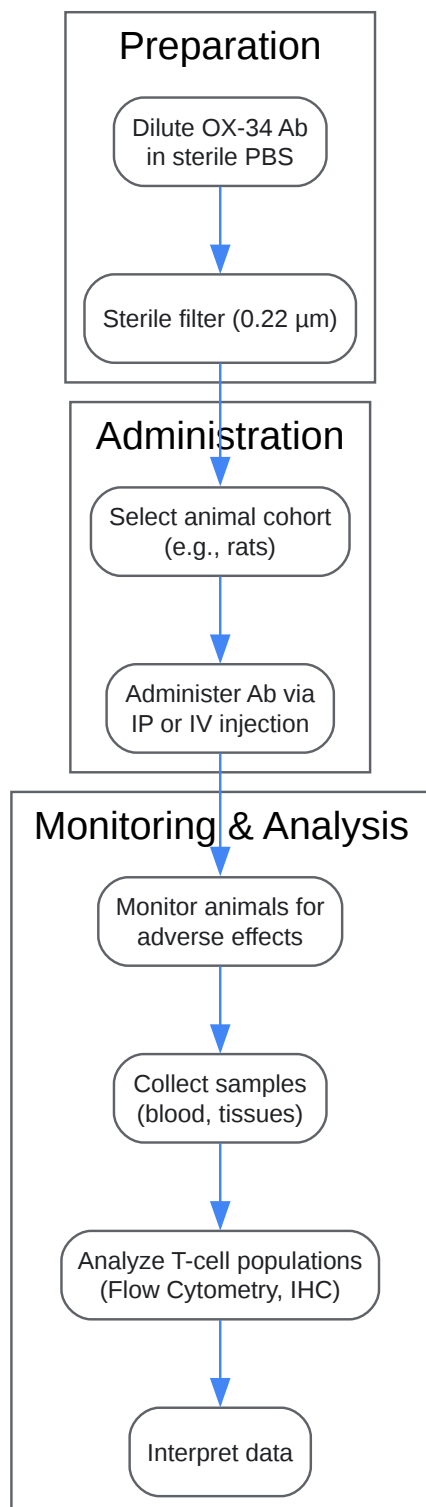 Preparation
Dilute OX-34 Ab
in sterile PBS
Sterile filter (0.22 µm)
Administration
Select animal cohort
(e.g., rats)
Administer Ab via
IP or IV injection
Monitoring & Analysis
Monitor animals for
adverse effects
Collect samples
(blood, tissues)
Analyze T-cell populations
(Flow Cytometry, IHC)
Interpret data